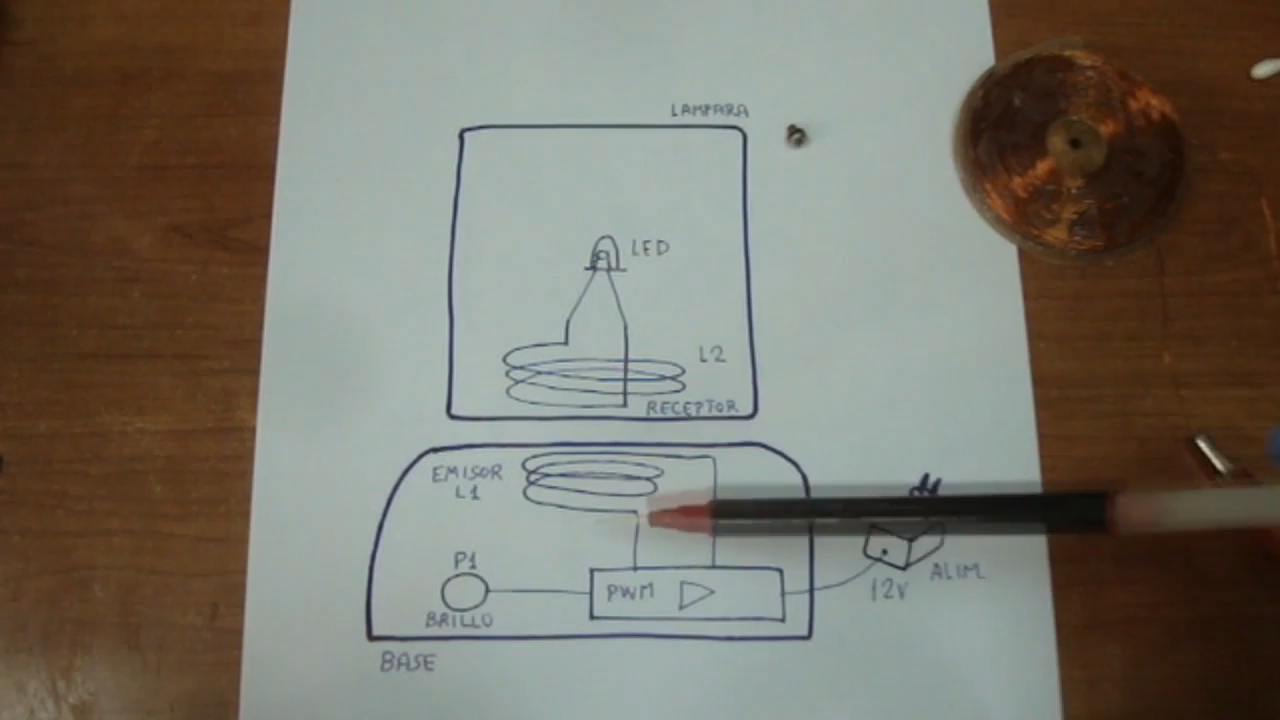 LAMPARA
LED
L2
RECEPTOR
EMISOR
L1
P1
BRILLO
PWM
12V
ALIM
BASE